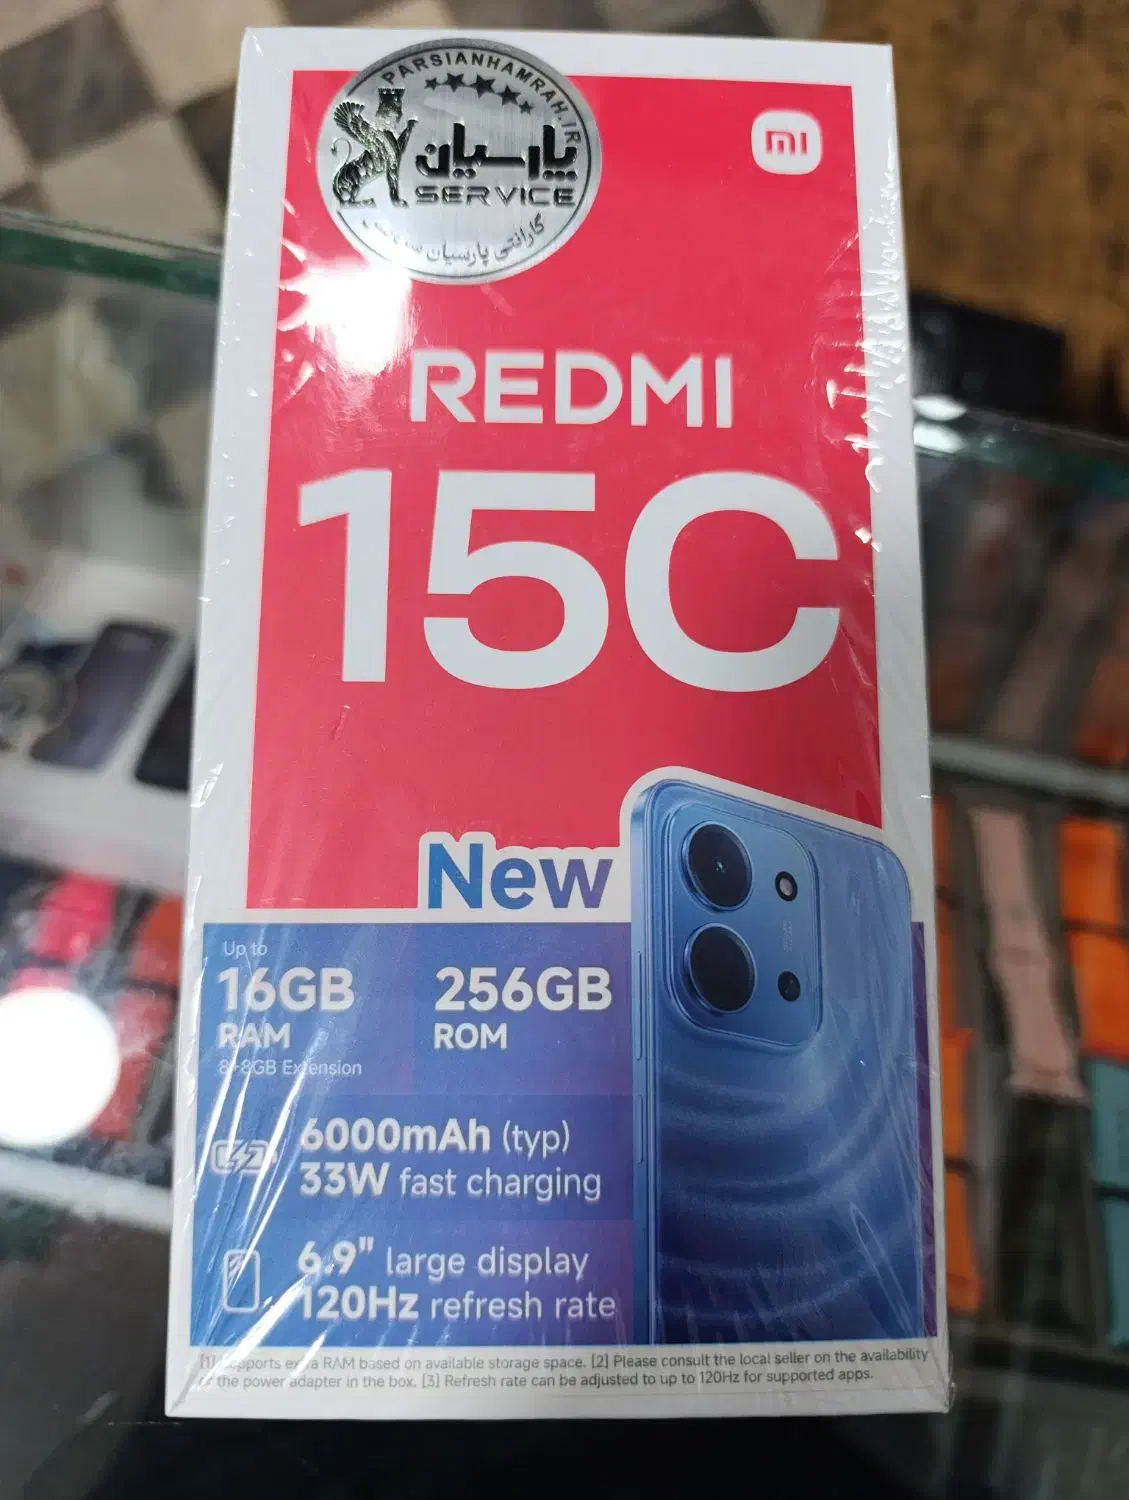 PARSIANHAMRAH.IR
پارسیان
SERVICE
گارانتی پارسیان
mi
REDMI
15C
New
Up to
16GB
RAM
8+8GB Extension
256GB
ROM
6000mAh (typ)
33W fast charging
6.9" large display
120Hz refresh rate
[1] Supports extra RAM based on available storage space. [2] Please consult the local seller on the availability
of the power adapter in the box. [3] Refresh rate can be adjusted to up to 120Hz for supported apps.